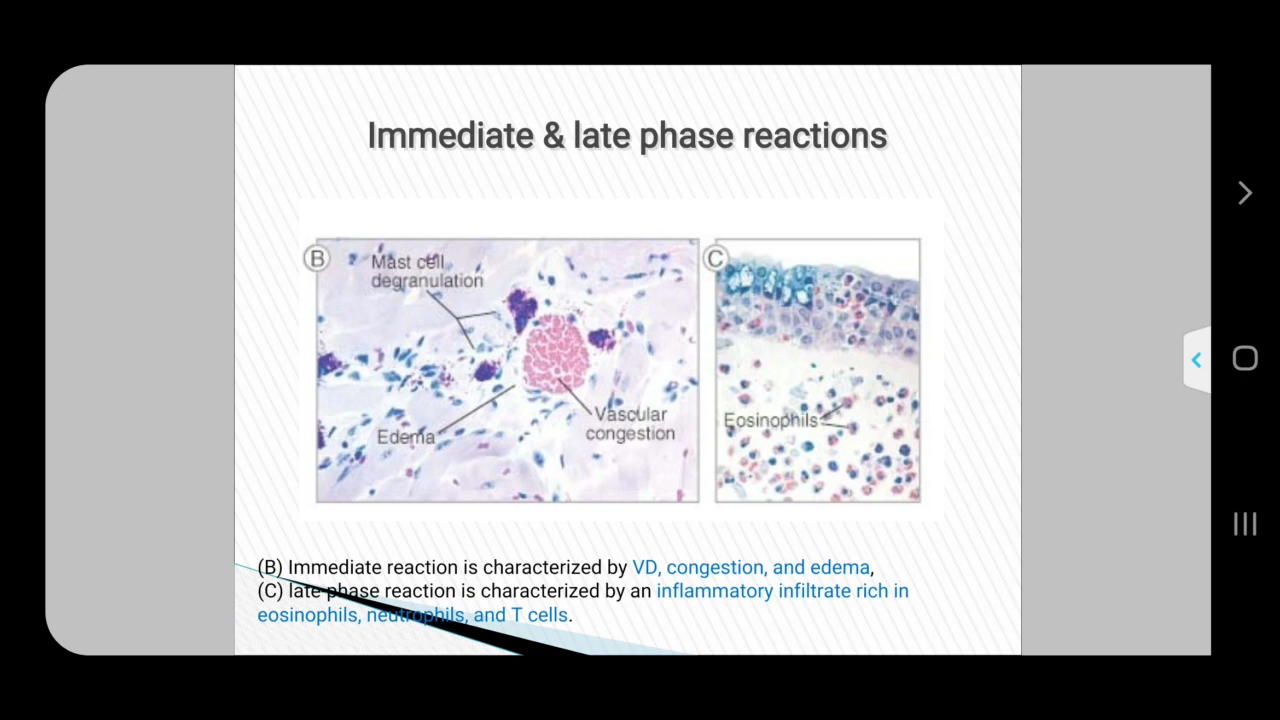 Immediate & late phase reactions
B
Mast cell
degranulation
Edema
Vascular
congestion
C
Eosinophils
(B) Immediate reaction is characterized by VD, congestion, and edema,
(C) late phase reaction is characterized by an inflammatory infiltrate rich in
eosinophils, neutrophils, and T cells.